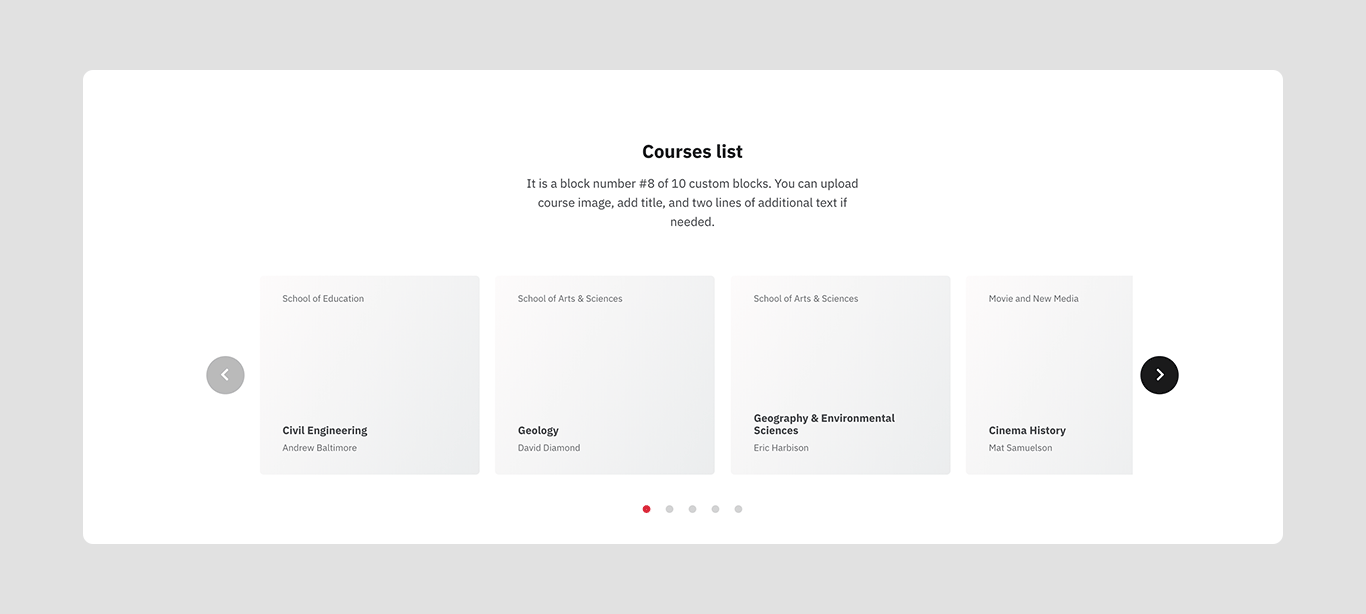 Courses list
It is a block number #8 of 10 custom blocks. You can upload
course image, add title, and two lines of additional text if
needed.
School of Education
Civil Engineering
Andrew Baltimore
School of Arts & Sciences
Geology
David Diamond
School of Arts & Sciences
Geography & Environmental
Sciences
Eric Harbison
Movie and New Media
Cinema History
Mat Samuelson